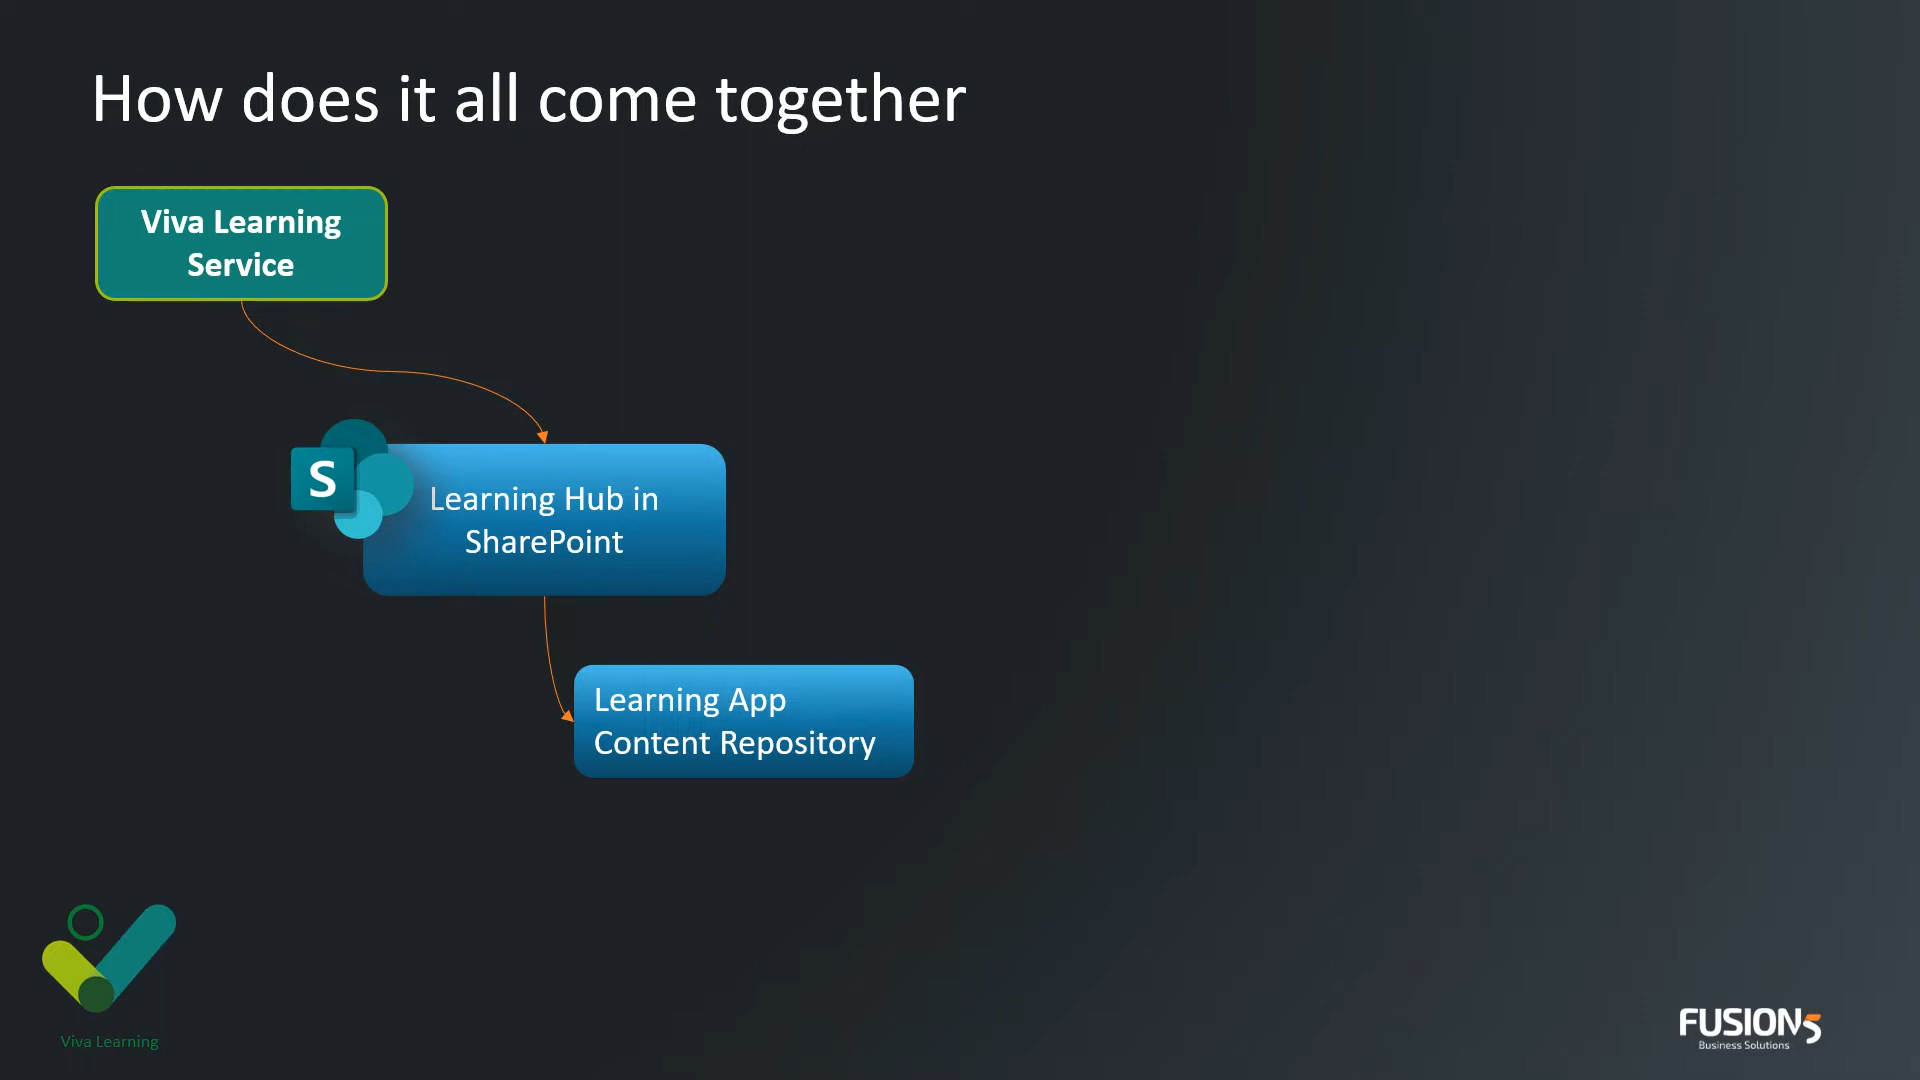 How does it all come together
Viva Learning
Service
S
Learning Hub in
SharePoint
Learning App
Content Repository
Viva Learning
FUSION5
Business Solutions